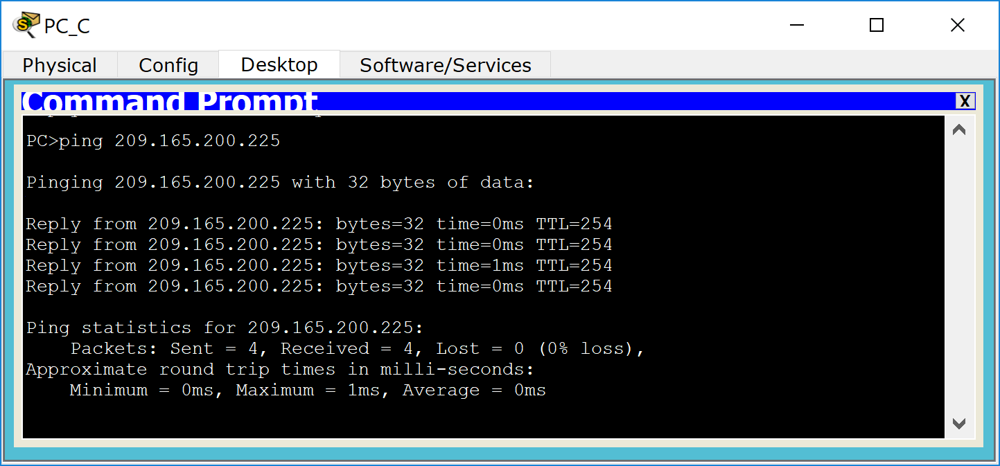 PC_C
Physical Config Desktop Software/Services
Command Prompt X
PC>ping 209.165.200.225
Pinging 209.165.200.225 with 32 bytes of data:
Reply from 209.165.200.225: bytes=32 time=0ms TTL=254
Reply from 209.165.200.225: bytes=32 time=0ms TTL=254
Reply from 209.165.200.225: bytes=32 time=1ms TTL=254
Reply from 209.165.200.225: bytes=32 time=0ms TTL=254
Ping statistics for 209.165.200.225:
    Packets: Sent = 4, Received = 4, Lost = 0 (0% loss),
Approximate round trip times in milli-seconds:
    Minimum = 0ms, Maximum = 1ms, Average = 0ms